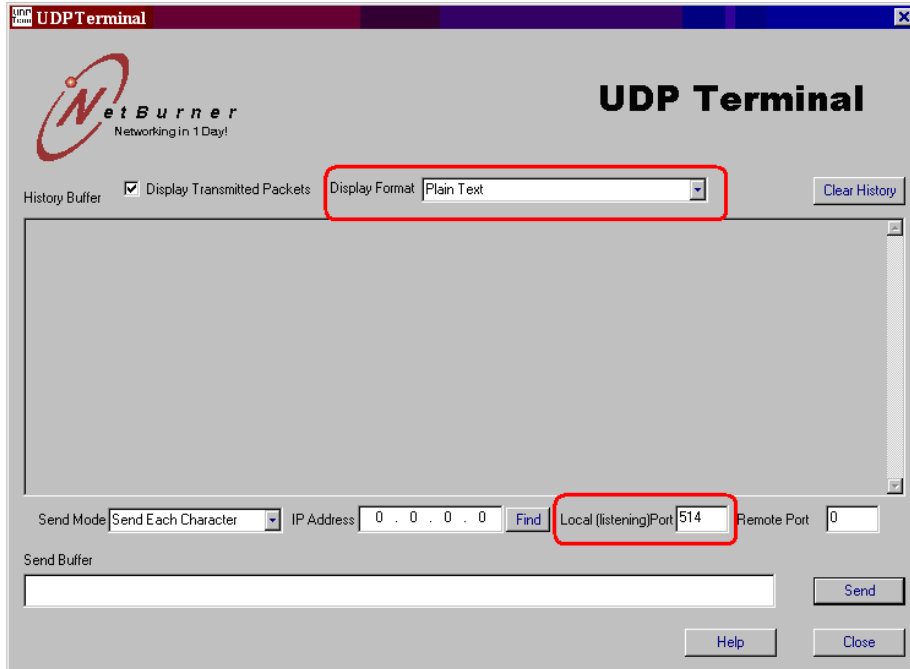 UDPTerminal
NetBurner
Networking in 1 Day!
UDP Terminal
History Buffer
Display Transmitted Packets
Display Format
Plain Text
Clear History
Send Mode
Send Each Character
IP Address
0 . 0 . 0 . 0
Find
Local (listening)Port
514
Remote Port
0
Send Buffer
Send
Help
Close